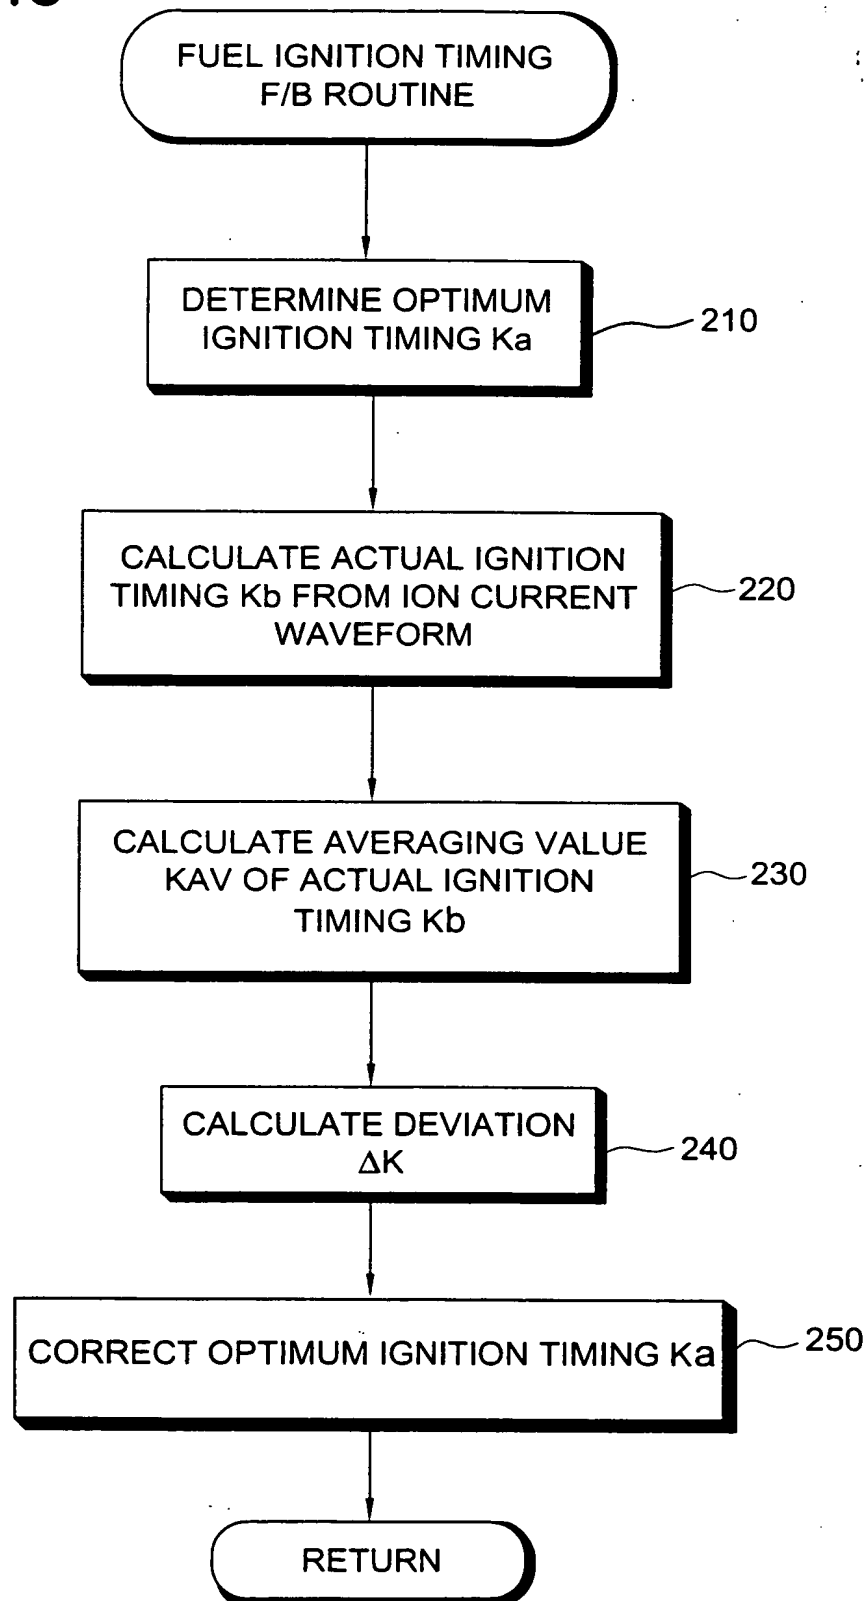 FUEL IGNITION TIMING
F/B ROUTINE
DETERMINE OPTIMUM
IGNITION TIMING Ka
210
CALCULATE ACTUAL IGNITION
TIMING Kb FROM ION CURRENT
WAVEFORM
220
CALCULATE AVERAGING VALUE
KAV OF ACTUAL IGNITION
TIMING Kb
230
CALCULATE DEVIATION
ΔK
240
CORRECT OPTIMUM IGNITION TIMING Ka
250
RETURN